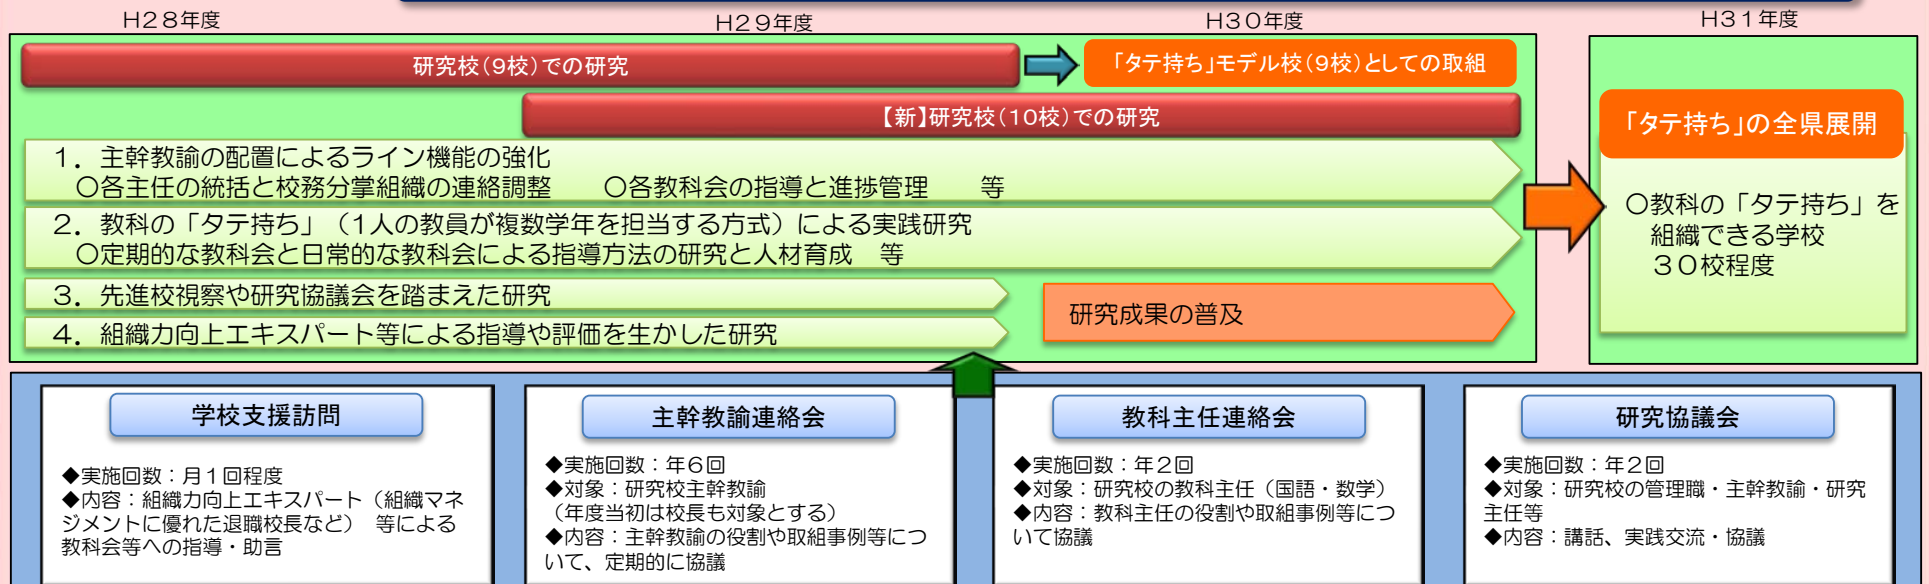 H28年度
H29年度
H30年度
H31年度
研究校(9校)での研究
「タテ持ち」モデル校(9校)としての取組
【新】研究校(10校)での研究
1. 主幹教諭の配置によるライン機能の強化
○各主任の統括と校務分掌組織の連絡調整 ○各教科会の指導と進捗管理 等
2. 教科の「タテ持ち」(1人の教員が複数学年を担当する方式)による実践研究
○定期的な教科会と日常的な教科会による指導方法の研究と人材育成 等
3. 先進校視察や研究協議会を踏まえた研究
4. 組織力向上エキスパート等による指導や評価を生かした研究
研究成果の普及
「タテ持ち」の全県展開
○教科の「タテ持ち」を
組織できる学校
30校程度
学校支援訪問
◆実施回数:月1回程度
◆内容:組織力向上エキスパート(組織マネ
ジメントに優れた退職校長など) 等による
教科会等への指導・助言
主幹教諭連絡会
◆実施回数:年6回
◆対象:研究校主幹教諭
(年度当初は校長も対象とする)
◆内容:主幹教諭の役割や取組事例等につ
いて、定期的に協議
教科主任連絡会
◆実施回数:年2回
◆対象:研究校の教科主任(国語・数学)
◆内容:教科主任の役割や取組事例等につ
いて協議
研究協議会
◆実施回数:年2回
◆対象:研究校の管理職・主幹教諭・研究
主任等
◆内容:講話、実践交流・協議